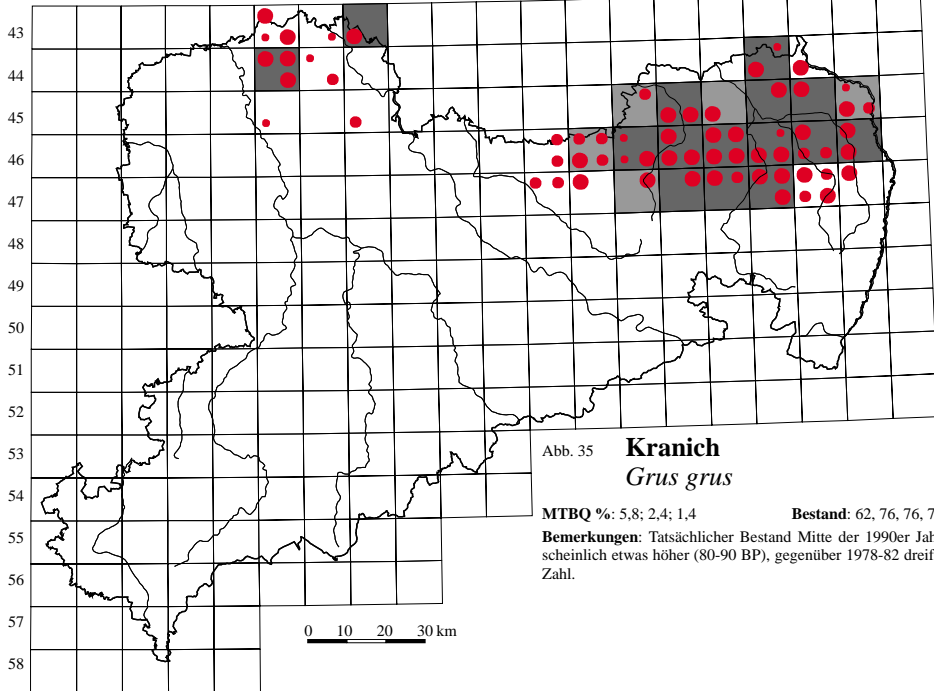 43
44
45
46
47
48
49
50
51
52
53
54
55
56
57
58
0 10 20 30 km
Abb. 35 Kranich
Grus grus
MTBQ %: 5,8; 2,4; 1,4 Bestand: 62, 76, 76, 7
Bemerkungen: Tatsächlicher Bestand Mitte der 1990er Jah
scheinlich etwas höher (80-90 BP), gegenüber 1978-82 dreif
Zahl.